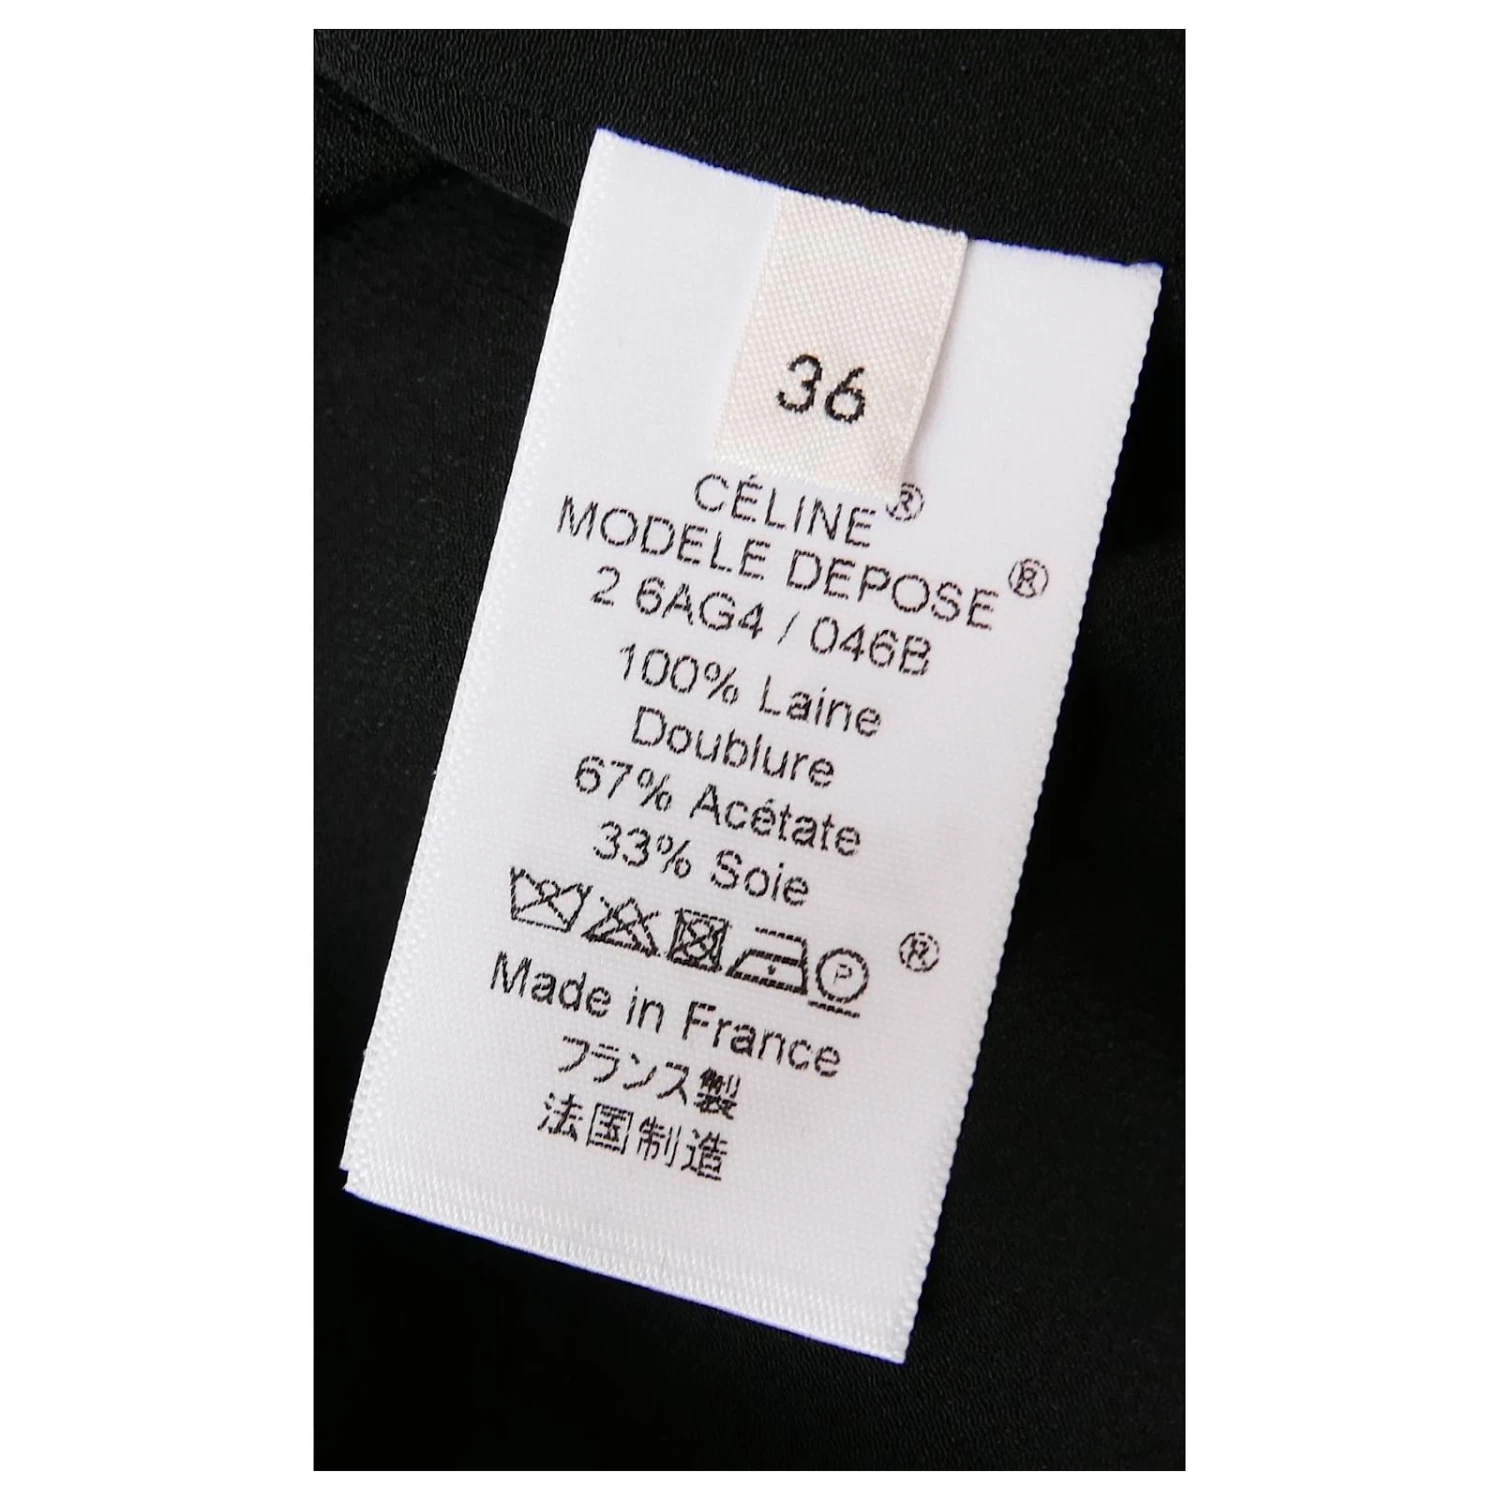 36
CÉLINE®
MODELE DEPOSE®
2 6AG4 / 046B
100% Laine
Doublure
67% Acétate
33% Soie
P ®
Made in France
フランス製
法国制造